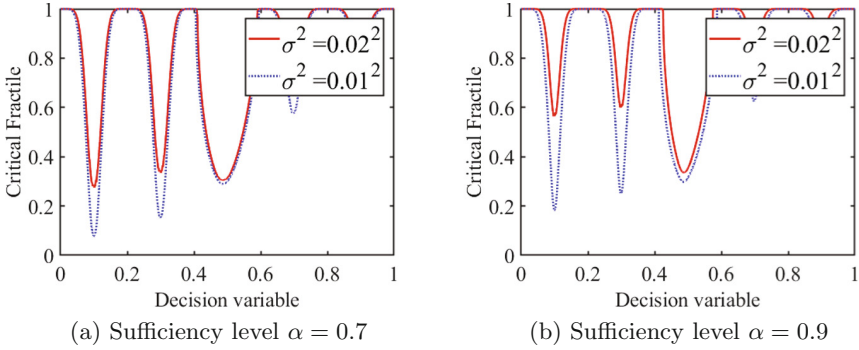 1
0.8
0.6
0.4
0.2
0
Critical Fractile
σ² =0.02²
σ² =0.01²
0 0.2 0.4 0.6 0.8 1
Decision variable
(a) Sufficiency level α = 0.7
1
0.8
0.6
0.4
0.2
0
Critical Fractile
σ² =0.02²
σ² =0.01²
0 0.2 0.4 0.6 0.8 1
Decision variable
(b) Sufficiency level α = 0.9